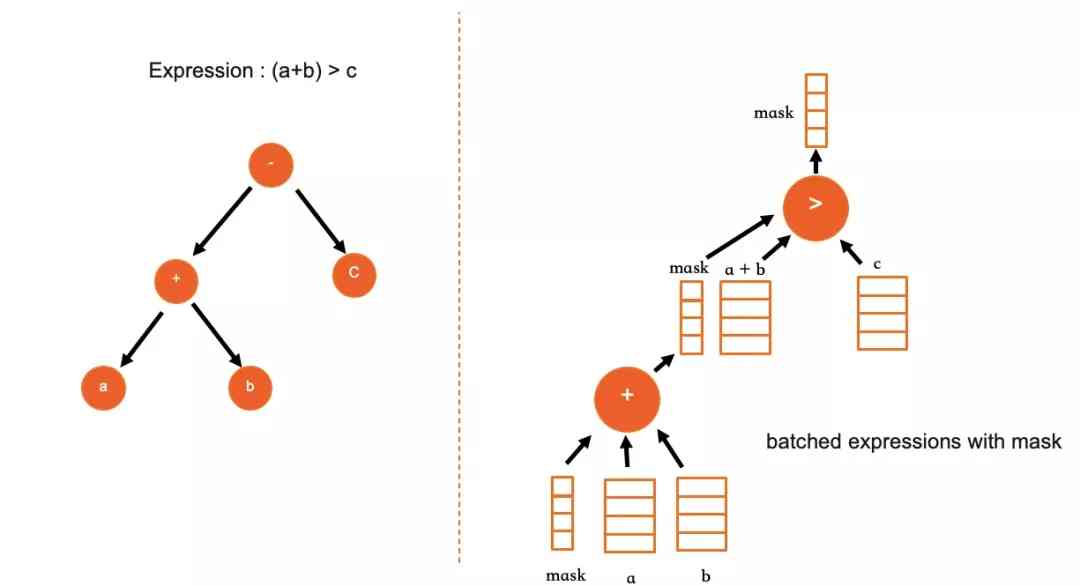 Expression : (a+b) > c
-
+
C
a
b
mask
>
mask a + b
c
+
batched expressions with mask
mask a b